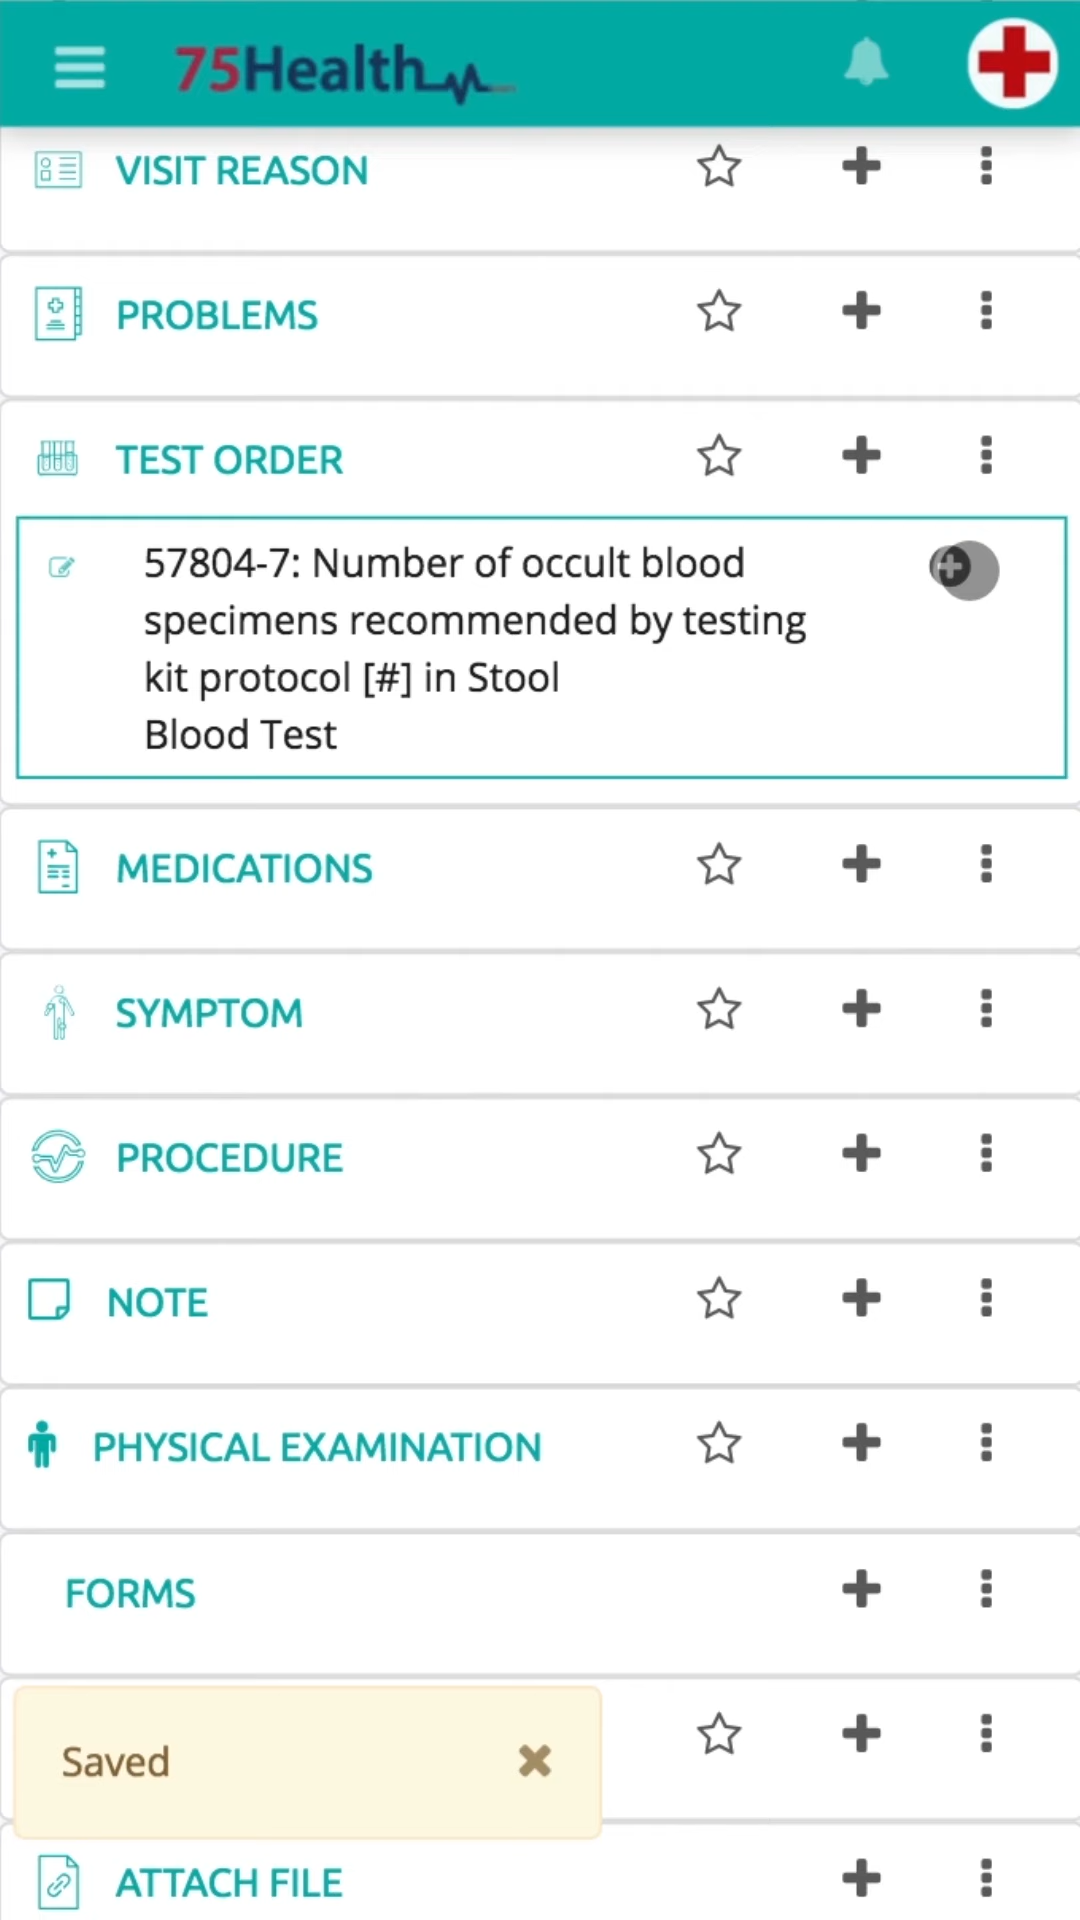 75Health
VISIT REASON
PROBLEMS
TEST ORDER
57804-7: Number of occult blood
specimens recommended by testing
kit protocol [#] in Stool
Blood Test
MEDICATIONS
SYMPTOM
PROCEDURE
NOTE
PHYSICAL EXAMINATION
FORMS
Saved
ATTACH FILE